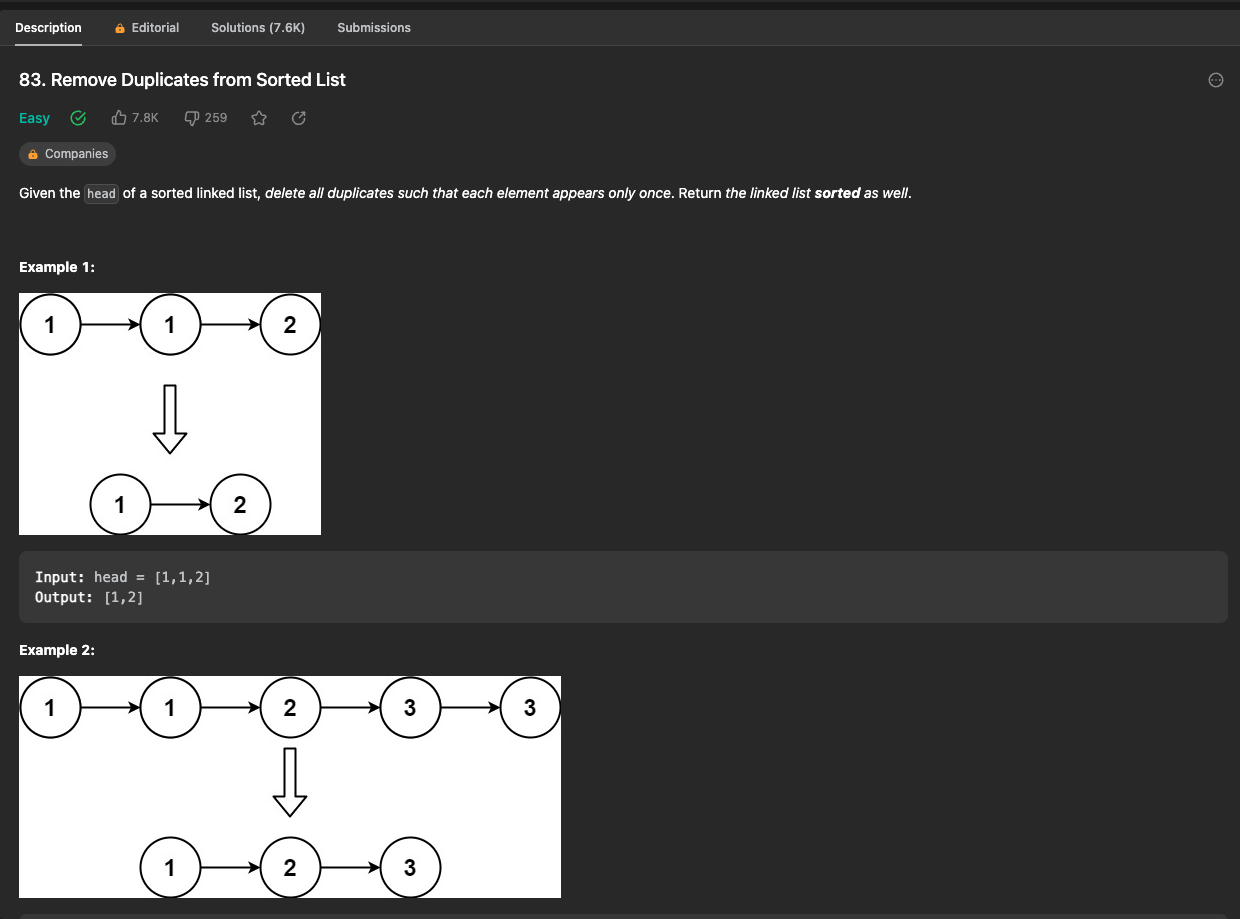 Description Editorial Solutions (7.6K) Submissions
83. Remove Duplicates from Sorted List
Easy 7.8K 259
Companies
Given the head of a sorted linked list, delete all duplicates such that each element appears only once. Return the linked list sorted as well.
Example 1:
1 1 2
1 2
Input: head = [1,1,2]
Output: [1,2]
Example 2:
1 1 2 3 3
1 2 3